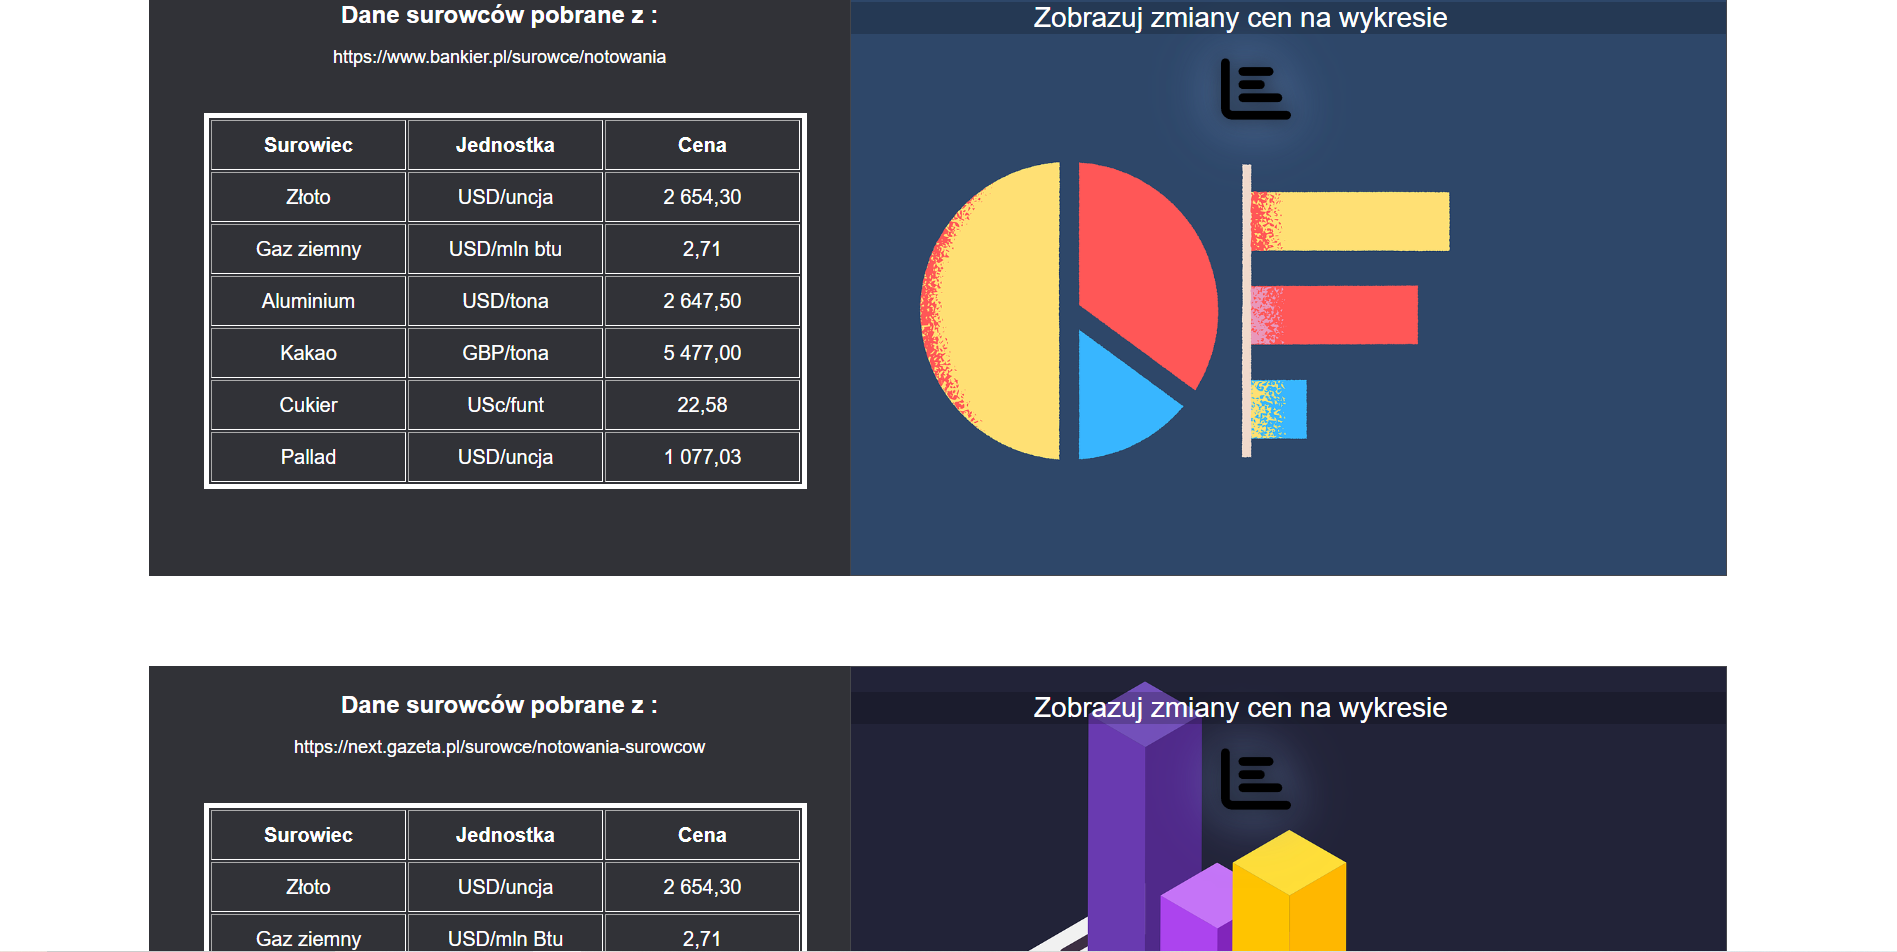 Dane surowców pobrane z :
https://www.bankier.pl/surowce/notowania
Surowiec Jednostka Cena
Złoto USD/uncja 2 654,30
Gaz ziemny USD/mln btu 2,71
Aluminium USD/tona 2 647,50
Kakao GBP/tona 5 477,00
Cukier USc/funt 22,58
Pallad USD/uncja 1 077,03
Zobrazuj zmiany cen na wykresie
Dane surowców pobrane z :
https://next.gazeta.pl/surowce/notowania-surowcow
Surowiec Jednostka Cena
Złoto USD/uncja 2 654,30
Gaz ziemny USD/mln Btu 2,71
Zobrazuj zmiany cen na wykresie